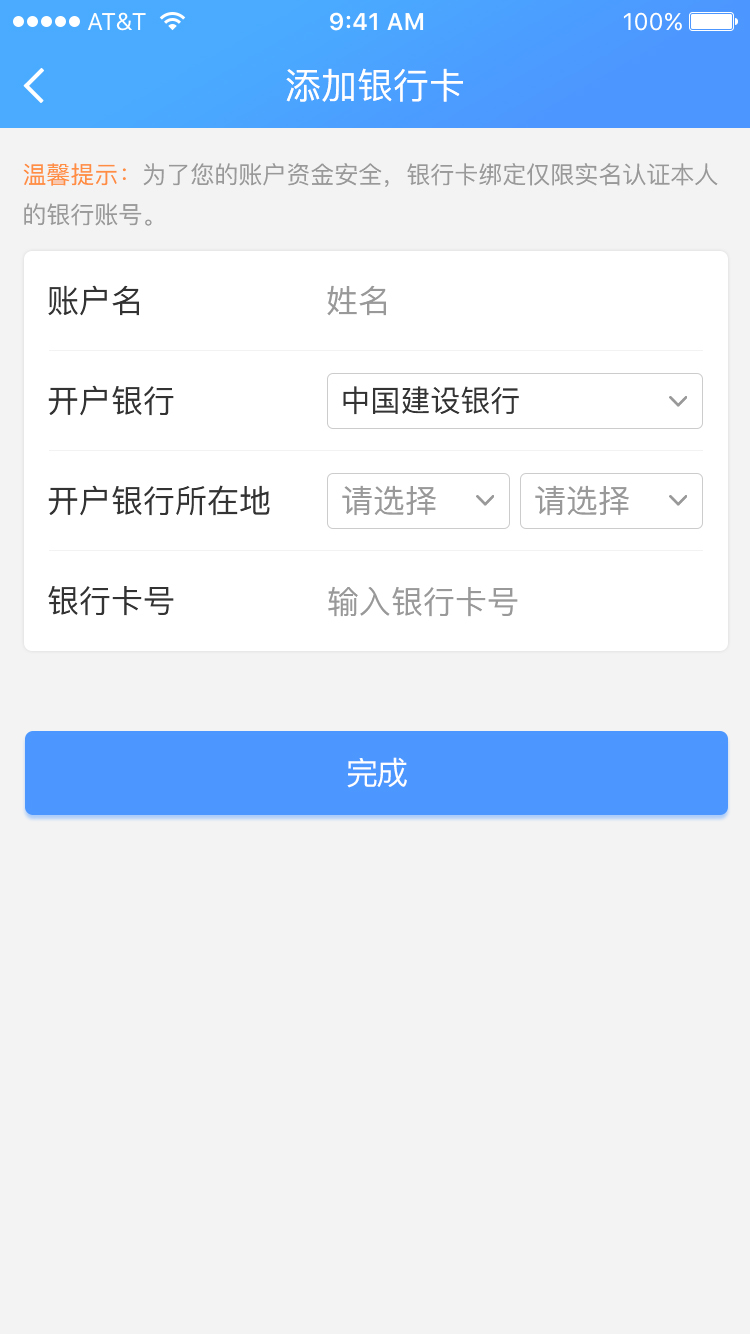 AT&T 9:41 AM 100%
添加银行卡
温馨提示：为了您的账户资金安全，银行卡绑定仅限实名认证本人
的银行账号。
账户名 姓名
开户银行 中国建设银行
开户银行所在地 请选择 请选择
银行卡号 输入银行卡号
完成